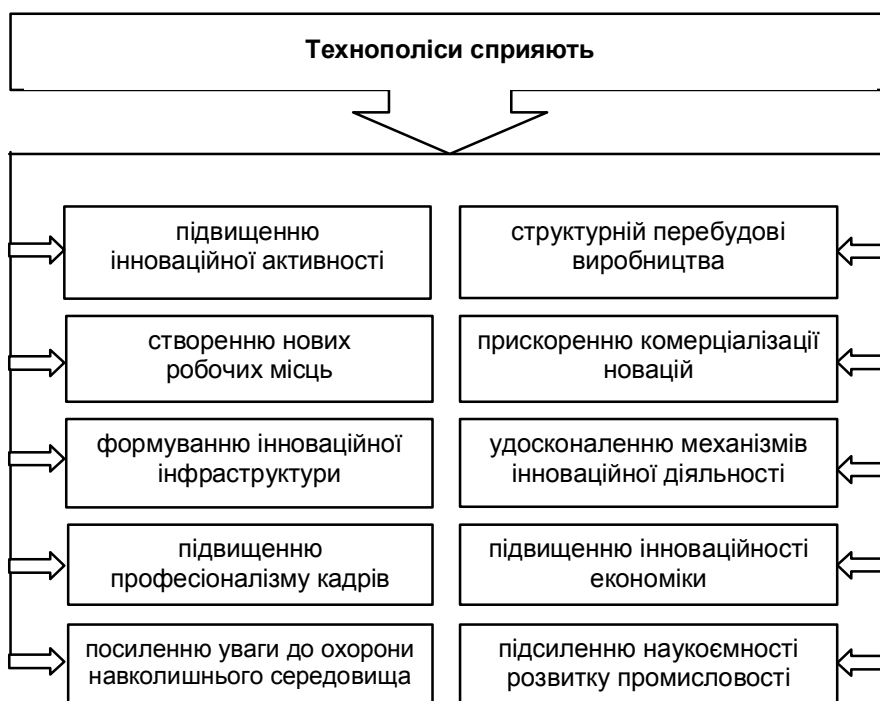 Технополіси сприяють
підвищенню
інноваційної активності
структурній перебудові
виробництва
створенню нових
робочих місць
прискоренню комерціалізації
новацій
формуванню інноваційної
інфраструктури
удосконаленню механізмів
інноваційної діяльності
підвищенню
професіоналізму кадрів
підвищенню інноваційності
економіки
посиленню уваги до охорони
навколишнього середовища
підсиленню наукоємності
розвитку промисловості